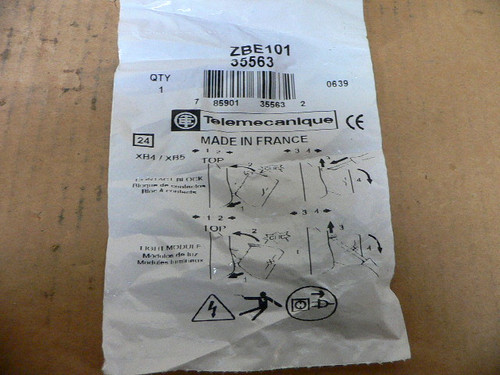 ZBE101
35563
QTY
1
0639
7 85901 35563 2
Telemecanique CE
24
MADE IN FRANCE
XB4 / XB5
1 2 3 4
TOP
CONTACT BLOCK
Bloque de contactos
Bloc à contacts
1 2 3 4
TOP
LIGHT MODULE
Módulos de luz
Modules lumineux